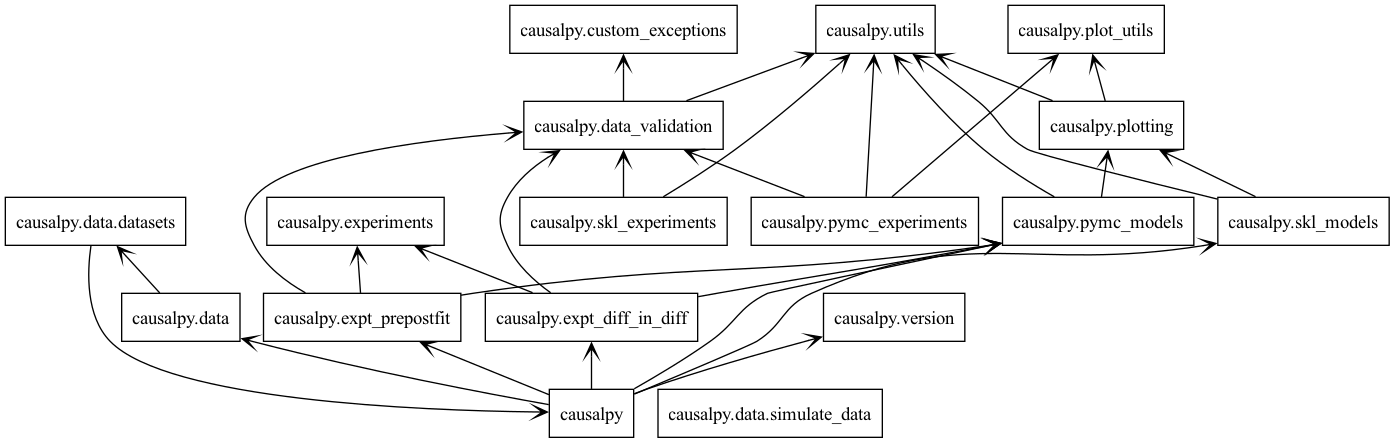 causalpy.custom_exceptions
causalpy.utils
causalpy.plot_utils
causalpy.data_validation
causalpy.plotting
causalpy.data.datasets
causalpy.experiments
causalpy.skl_experiments
causalpy.pymc_experiments
causalpy.pymc_models
causalpy.skl_models
causalpy.data
causalpy.expt_prepostfit
causalpy.expt_diff_in_diff
causalpy.version
causalpy
causalpy.data.simulate_data